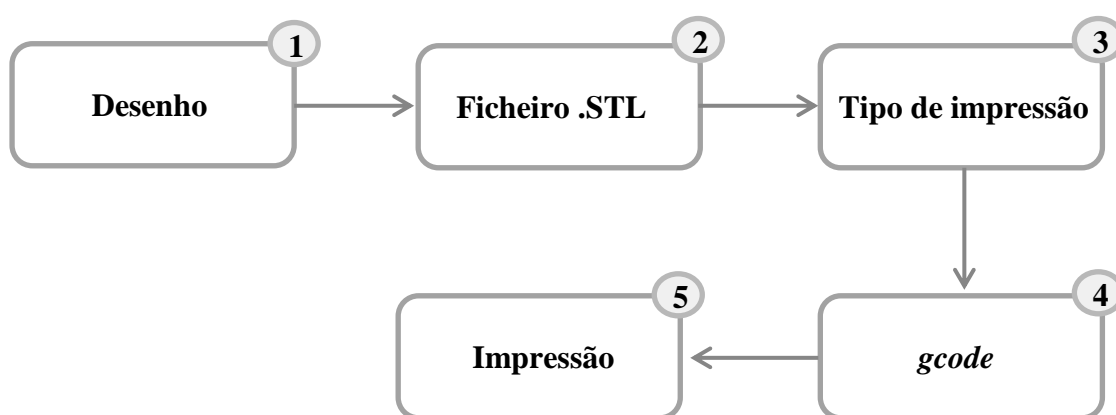 1
Desenho
2
Ficheiro .STL
3
Tipo de impressão
4
gcode
5
Impressão